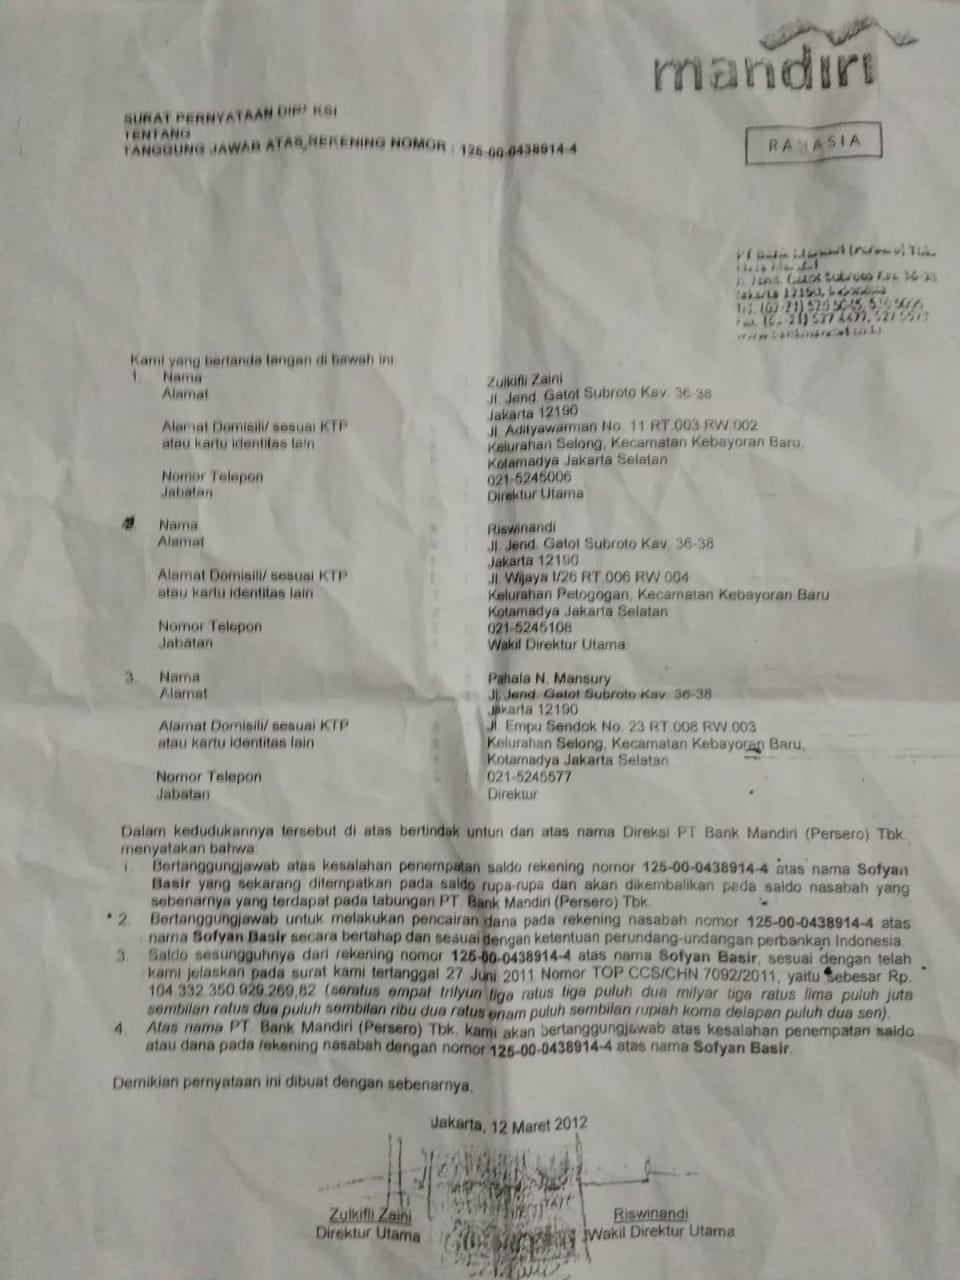 mandiri
SURAT PERNYATAAN DIREKSI
TENTANG
TANGGUNG JAWAB ATAS REKENING NOMOR : 125-00-0438914-4
RAHASIA
PT Bank Mandiri (Persero) Tbk.
Plaza Mandiri
Jl. Jend. Gatot Subroto Kav. 36-38
Jakarta 12190, Indonesia
Kami yang bertanda tangan di bawah ini
1. Nama Zulkifli Zaini
Alamat Jl. Jend. Gatot Subroto Kav. 36-38
Jakarta 12190
Alamat Domisili/ sesuai KTP Jl. Adityawarman No. 11 RT.003 RW.002
atau kartu identitas lain Kelurahan Selong, Kecamatan Kebayoran Baru,
Kotamadya Jakarta Selatan
Nomor Telepon 021-5245006
Jabatan Direktur Utama
Nama Riswinandi
Alamat Jl. Jend. Gatot Subroto Kav. 36-38
Jakarta 12190
Alamat Domisili/ sesuai KTP Jl. Wijaya I/26 RT.006 RW 004
atau kartu identitas lain Kelurahan Petogogan, Kecamatan Kebayoran Baru
Kotamadya Jakarta Selatan
Nomor Telepon 021-5245108
Jabatan Wakil Direktur Utama
3. Nama Pahala N. Mansury
Alamat Jl. Jend. Gatot Subroto Kav. 36-38
Jakarta 12190
Alamat Domisili/ sesuai KTP Jl. Empu Sendok No. 23 RT.008 RW.003
atau kartu identitas lain Kelurahan Selong, Kecamatan Kebayoran Baru,
Kotamadya Jakarta Selatan
Nomor Telepon 021-5245577
Jabatan Direktur
Dalam kedudukannya tersebut di atas bertindak untun dan atas nama Direksi PT Bank Mandiri (Persero) Tbk.
menyatakan bahwa:
1. Bertanggungjawab atas kesalahan penempatan saldo rekening nomor 125-00-0438914-4 atas nama Sofyan
Basir yang sekarang ditempatkan pada saldo rupa-rupa dan akan dikembalikan pada saldo nasabah yang
sebenarnya yang terdapat pada tabungan PT. Bank Mandiri (Persero) Tbk.
2. Bertanggungjawab untuk melakukan pencairan dana pada rekening nasabah nomor 125-00-0438914-4 atas
nama Sofyan Basir secara bertahap dan sesuai dengan ketentuan perundang-undangan perbankan Indonesia.
3. Saldo sesungguhnya dari rekening nomor 125-00-0438914-4 atas nama Sofyan Basir, sesuai dengan telah
kami jelaskan pada surat kami tertanggal 27 Juni 2011 Nomor TOP.CCS/CHN.7092/2011, yaitu sebesar Rp.
104.332.350.929.269,82 (seratus empat trilyun tiga ratus tiga puluh dua milyar tiga ratus lima puluh juta
sembilan ratus dua puluh sembilan ribu dua ratus enam puluh sembilan rupiah koma delapan puluh dua sen).
4. Atas nama PT. Bank Mandiri (Persero) Tbk. kami akan bertanggungjawab atas kesalahan penempatan saldo
atau dana pada rekening nasabah dengan nomor 125-00-0438914-4 atas nama Sofyan Basir.
Demikian pernyataan ini dibuat dengan sebenarnya.
Jakarta, 12 Maret 2012
Zulkifli Zaini Riswinandi
Direktur Utama Wakil Direktur Utama